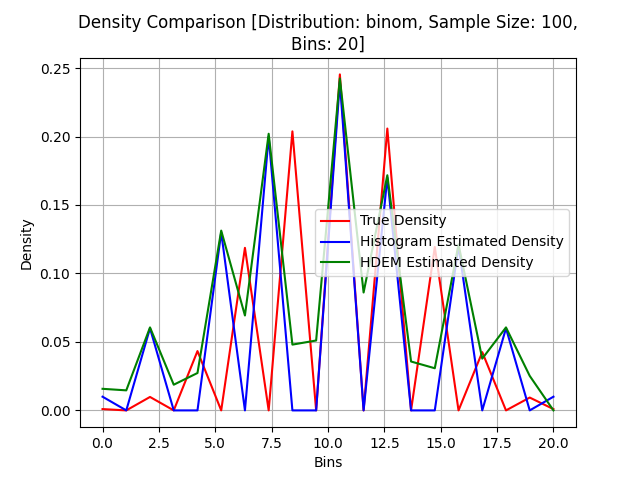 Density Comparison [Distribution: binom, Sample Size: 100,
Bins: 20]
0.25
0.20
0.15
0.10
0.05
0.00
Density
True Density
Histogram Estimated Density
HDEM Estimated Density
0.0 2.5 5.0 7.5 10.0 12.5 15.0 17.5 20.0
Bins